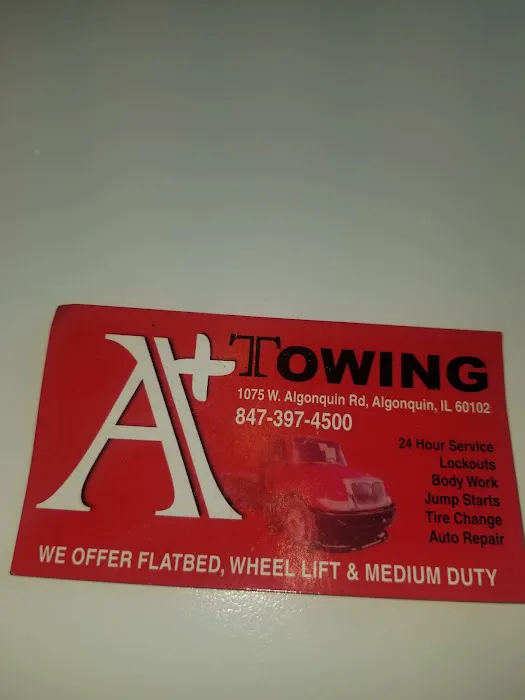 A+ TOWING
1075 W. Algonquin Rd, Algonquin, IL 60102
847-397-4500
24 Hour Service
Lockouts
Body Work
Jump Starts
Tire Change
Auto Repair
WE OFFER FLATBED, WHEEL LIFT & MEDIUM DUTY